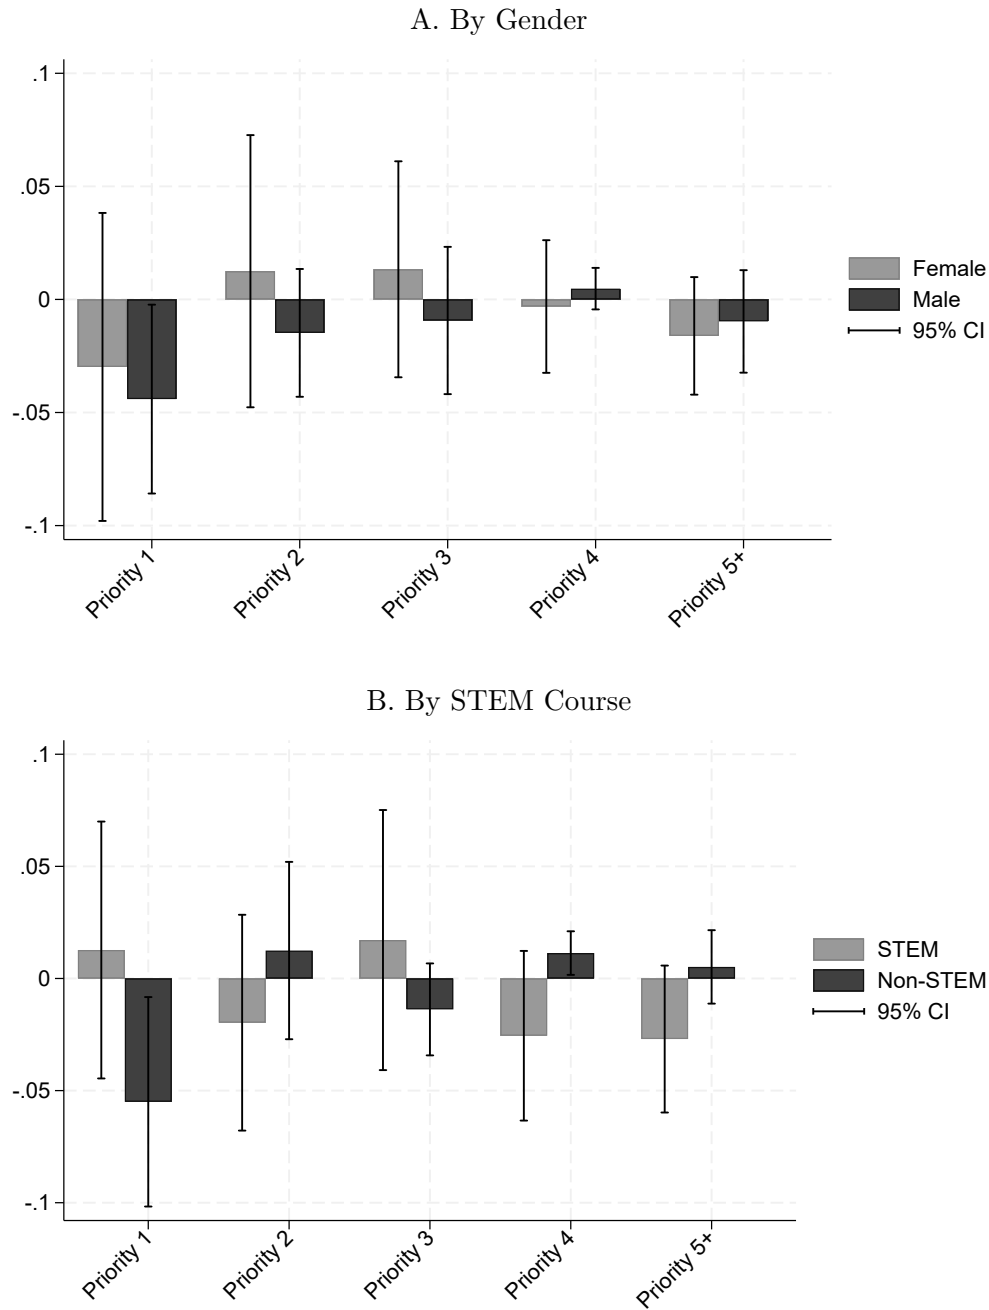 A. By Gender
.1
.05
0
-.05
-.1
Priority 1
Priority 2
Priority 3
Priority 4
Priority 5+
Female
Male
95% CI
B. By STEM Course
.1
.05
0
-.05
-.1
Priority 1
Priority 2
Priority 3
Priority 4
Priority 5+
STEM
Non-STEM
95% CI